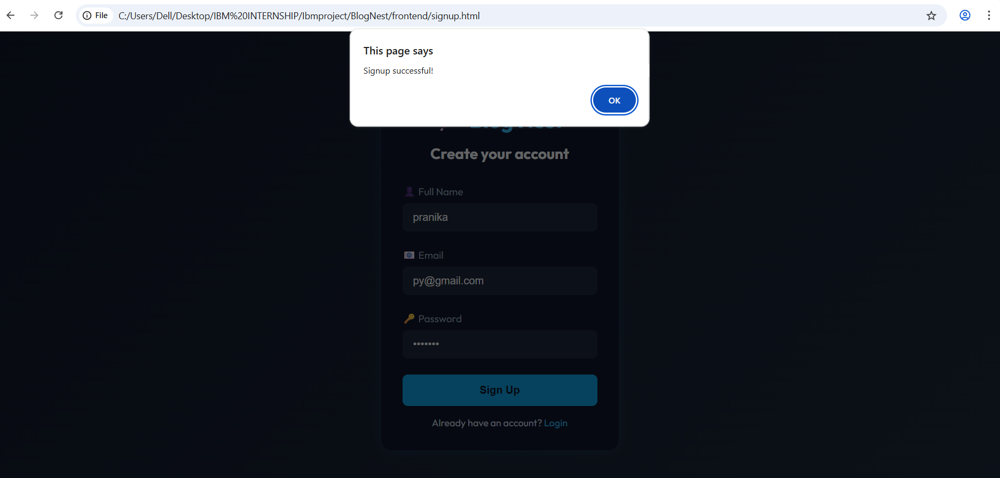 File C:/Users/Dell/Desktop/IBM%20INTERNSHIP/Ibmproject/BlogNest/frontend/signup.html
This page says
Signup successful!
OK
Create your account
👤 Full Name
pranika
📧 Email
py@gmail.com
🔑 Password
•••••••
Sign Up
Already have an account? Login